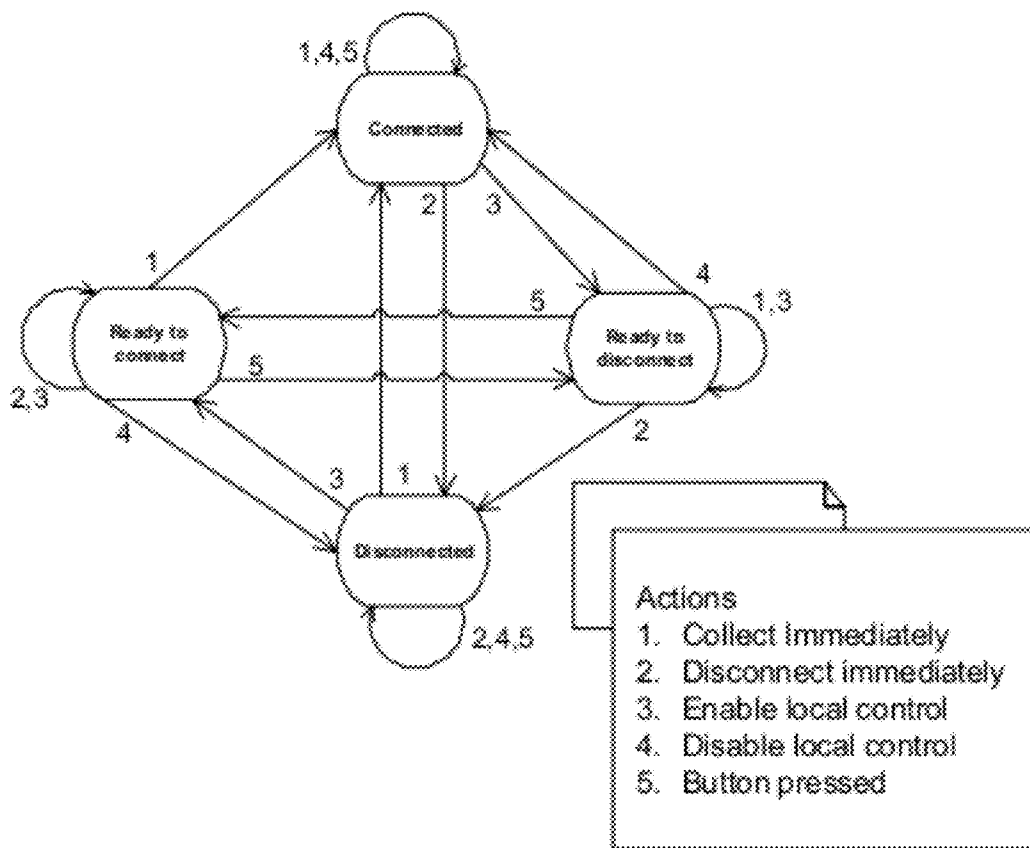 1,4,5
Connected
2
3
1
4
5
1,3
Ready to
connect
Ready to
disconnect
5
2,3
4
2
3
1
Disconnected
2,4,5
Actions
1. Collect Immediately
2. Disconnect immediately
3. Enable local control
4. Disable local control
5. Button pressed